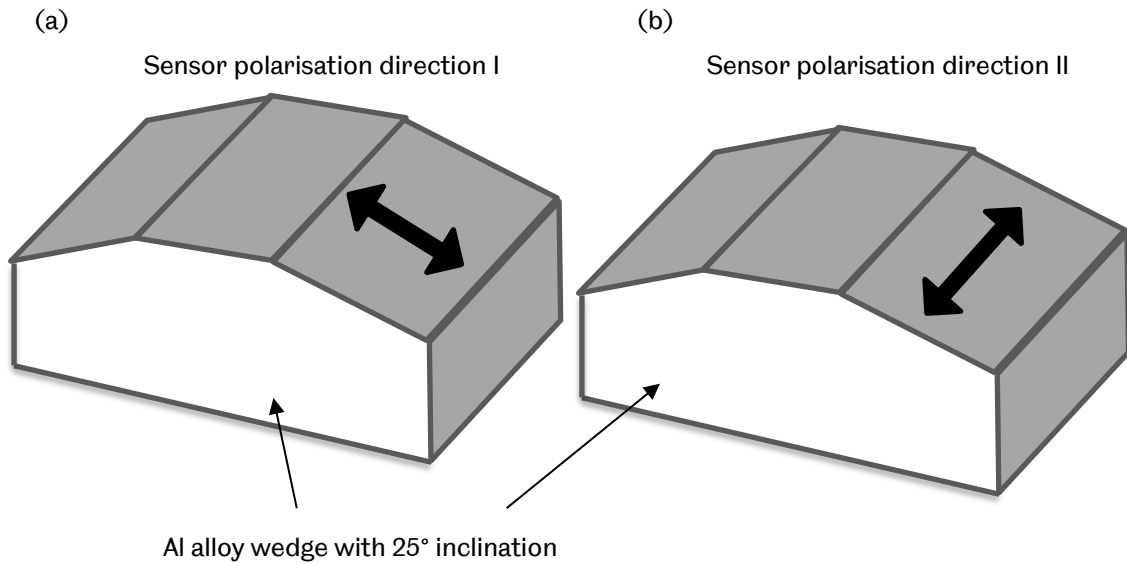 (a)
(b)
Sensor polarisation direction I
Sensor polarisation direction II
Al alloy wedge with 25° inclination